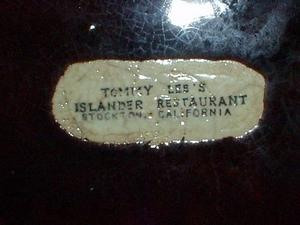 TOMMY LEE'S
ISLANDER RESTAURANT
STOCKTON, CALIFORNIA